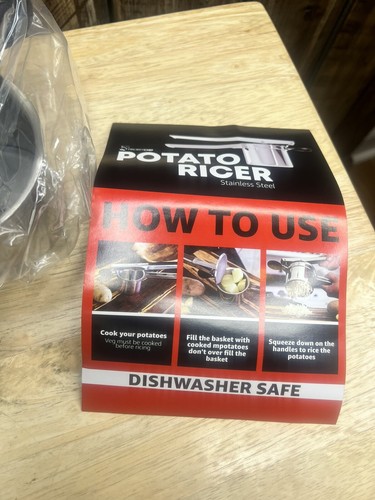 POTATO
RICER
Stainless Steel
HOW TO USE
Cook your potatoes
Veg must be cooked
before ricing
Fill the basket with
cooked mpotatoes
don't over fill the
basket
Squeeze down on the
handles to rice the
potatoes
DISHWASHER SAFE